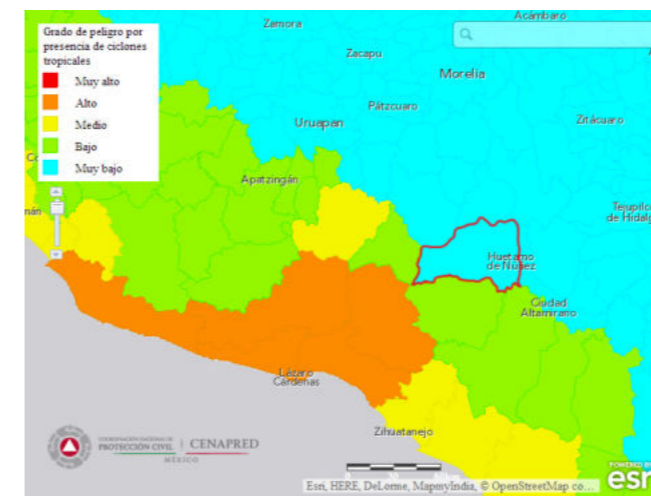 Grado de peligro por
presencia de ciclones
tropicales
Muy alto
Alto
Medio
Bajo
Muy bajo
Acámbaro
Zamora
Zacapu
Morelia
Pátzcuaro
Uruapan
Zitácuaro
Apatzingán
Tejupilco
de Hidalg
Huetamo
de Núñez
Ciudad
Altamirano
Lázaro
Cárdenas
Zihuatanejo
COORDINACIÓN NACIONAL DE
PROTECCIÓN CIVIL
CENAPRED
MÉXICO
POWERED BY
esri
Esri, HERE, DeLorme, MapmyIndia, © OpenStreetMap co...